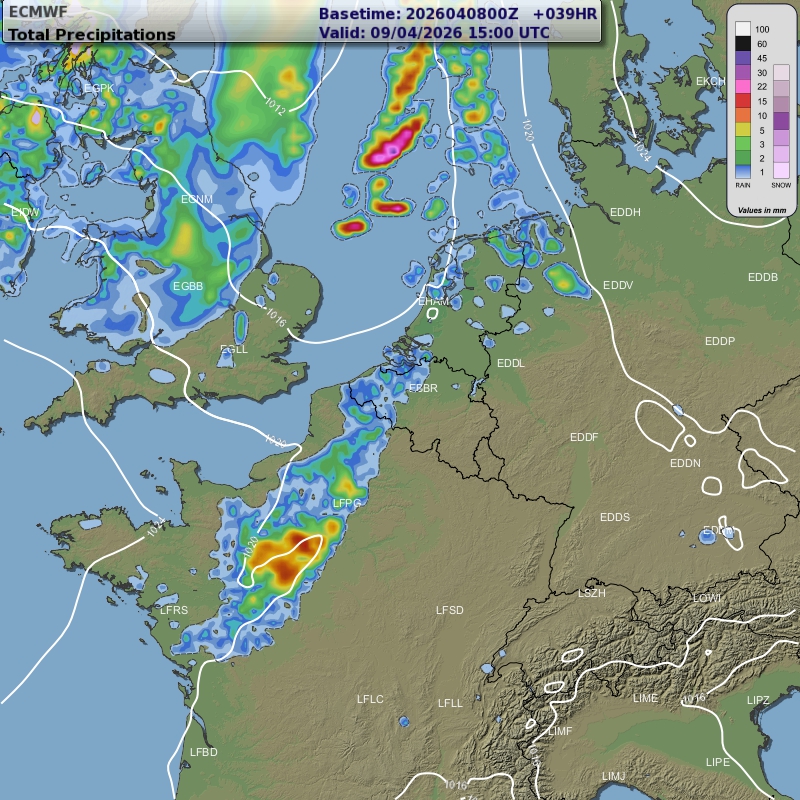 ECMWF
Basetime: 2026040800Z +039HR
Total Precipitations
Valid: 09/04/2026 15:00 UTC
100
60
45
30
22
15
10
5
3
2
1
RAIN
SNOW
Values in mm
EGPK
EKCH
1012
1020
1024
EIDW
EGNM
EDDH
EGBB
EDDV
EDDB
EHAM
1016
EGLL
EDDP
EDDL
EBBR
1020
EDDF
EDDN
LFPG
1024
EDDS
EDDM
1020
LSZH
LOWI
LFRS
LFSD
LFLC
LFLL
LIME
1016
LIPZ
LIMF
LFBD
LIPE
LIMJ
1016